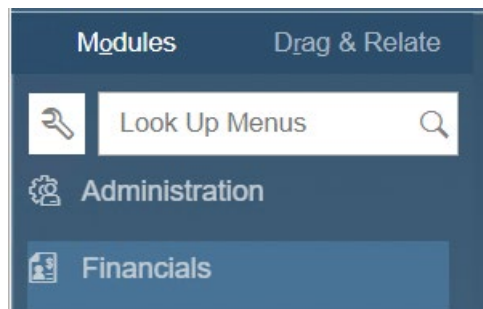 Modules Drag & Relate
Look Up Menus
Administration
Financials